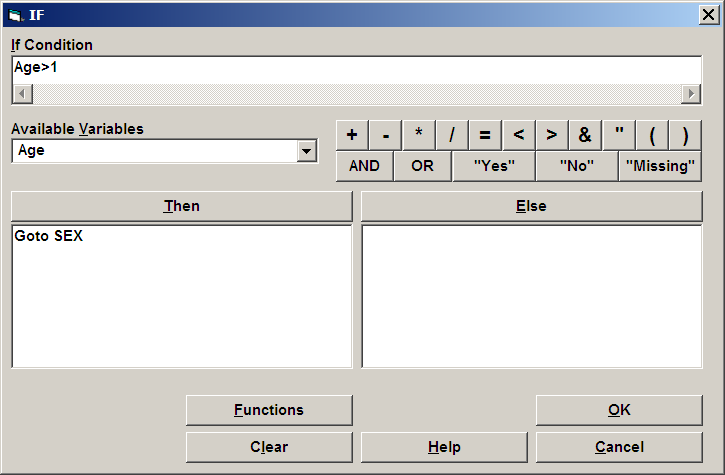 IF
If Condition
Age>1
Available Variables
Age
+ - * / = < > & " ( )
AND OR "Yes" "No" "Missing"
Then Else
Goto SEX
Functions OK
Clear Help Cancel